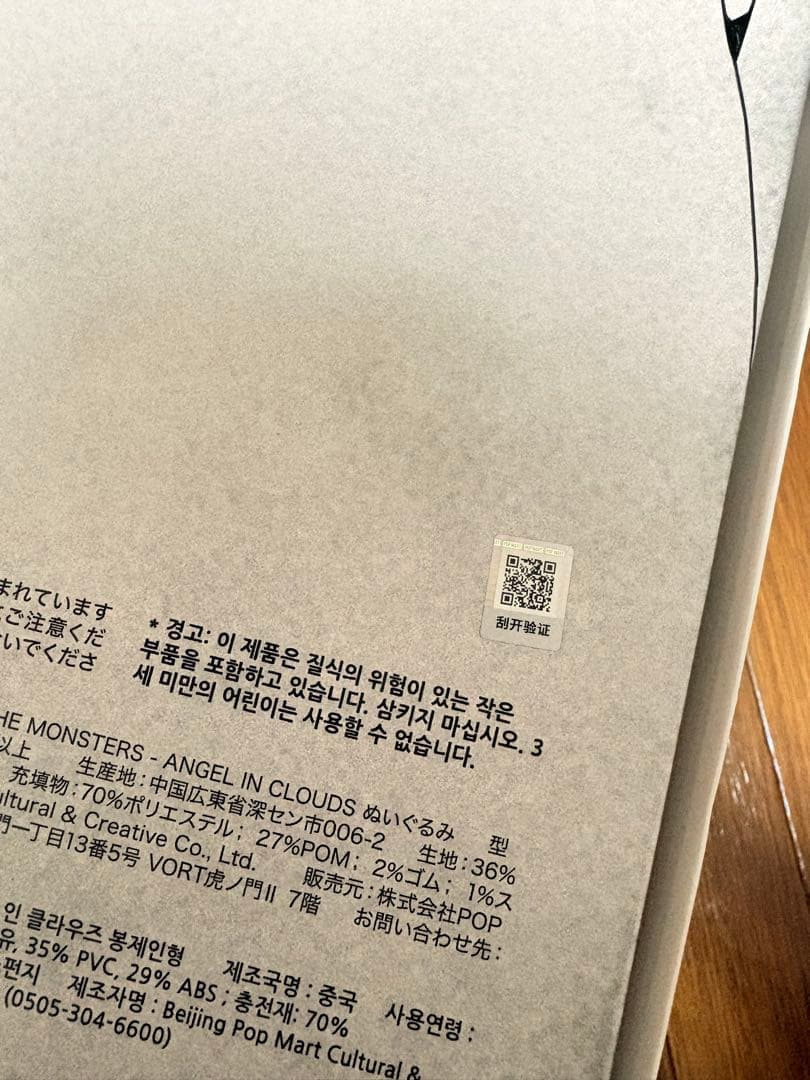 POP MART POP MART POP MART
刮开验证
まれています
ご注意くだ
いでくださ
* 경고: 이 제품은 질식의 위험이 있는 작은
부품을 포함하고 있습니다. 삼키지 마십시오. 3
세 미만의 어린이는 사용할 수 없습니다.
HE MONSTERS - ANGEL IN CLOUDS ぬいぐるみ 型
以上 生産地:中国広東省深セン市006-2 生地:36%
充填物:70%ポリエステル; 27%POM; 2%ゴム; 1%ス
ultural & Creative Co., Ltd. 販売元:株式会社POP
門一丁目13番5号 VORT虎ノ門II 7階 お問い合わせ先:
인 클라우즈 봉제인형 제조국명 : 중국 사용연령 :
유, 35% PVC, 29% ABS ; 충전재: 70%
편지 제조자명 : Beijing Pop Mart Cultural &
(0505-304-6600)